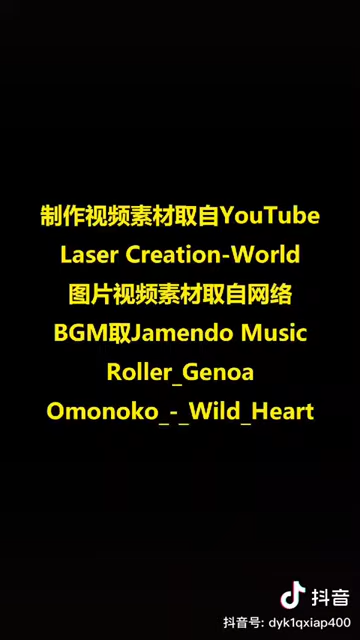 制作视频素材取自YouTube
Laser Creation-World
图片视频素材取自网络
BGM取Jamendo Music
Roller_Genoa
Omonoko_-_Wild_Heart
抖音
抖音号: dyk1qxiap400